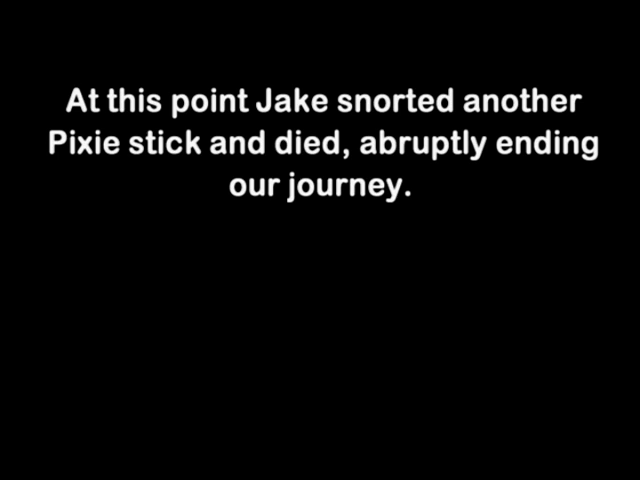 At this point Jake snorted another
Pixie stick and died, abruptly ending
our journey.